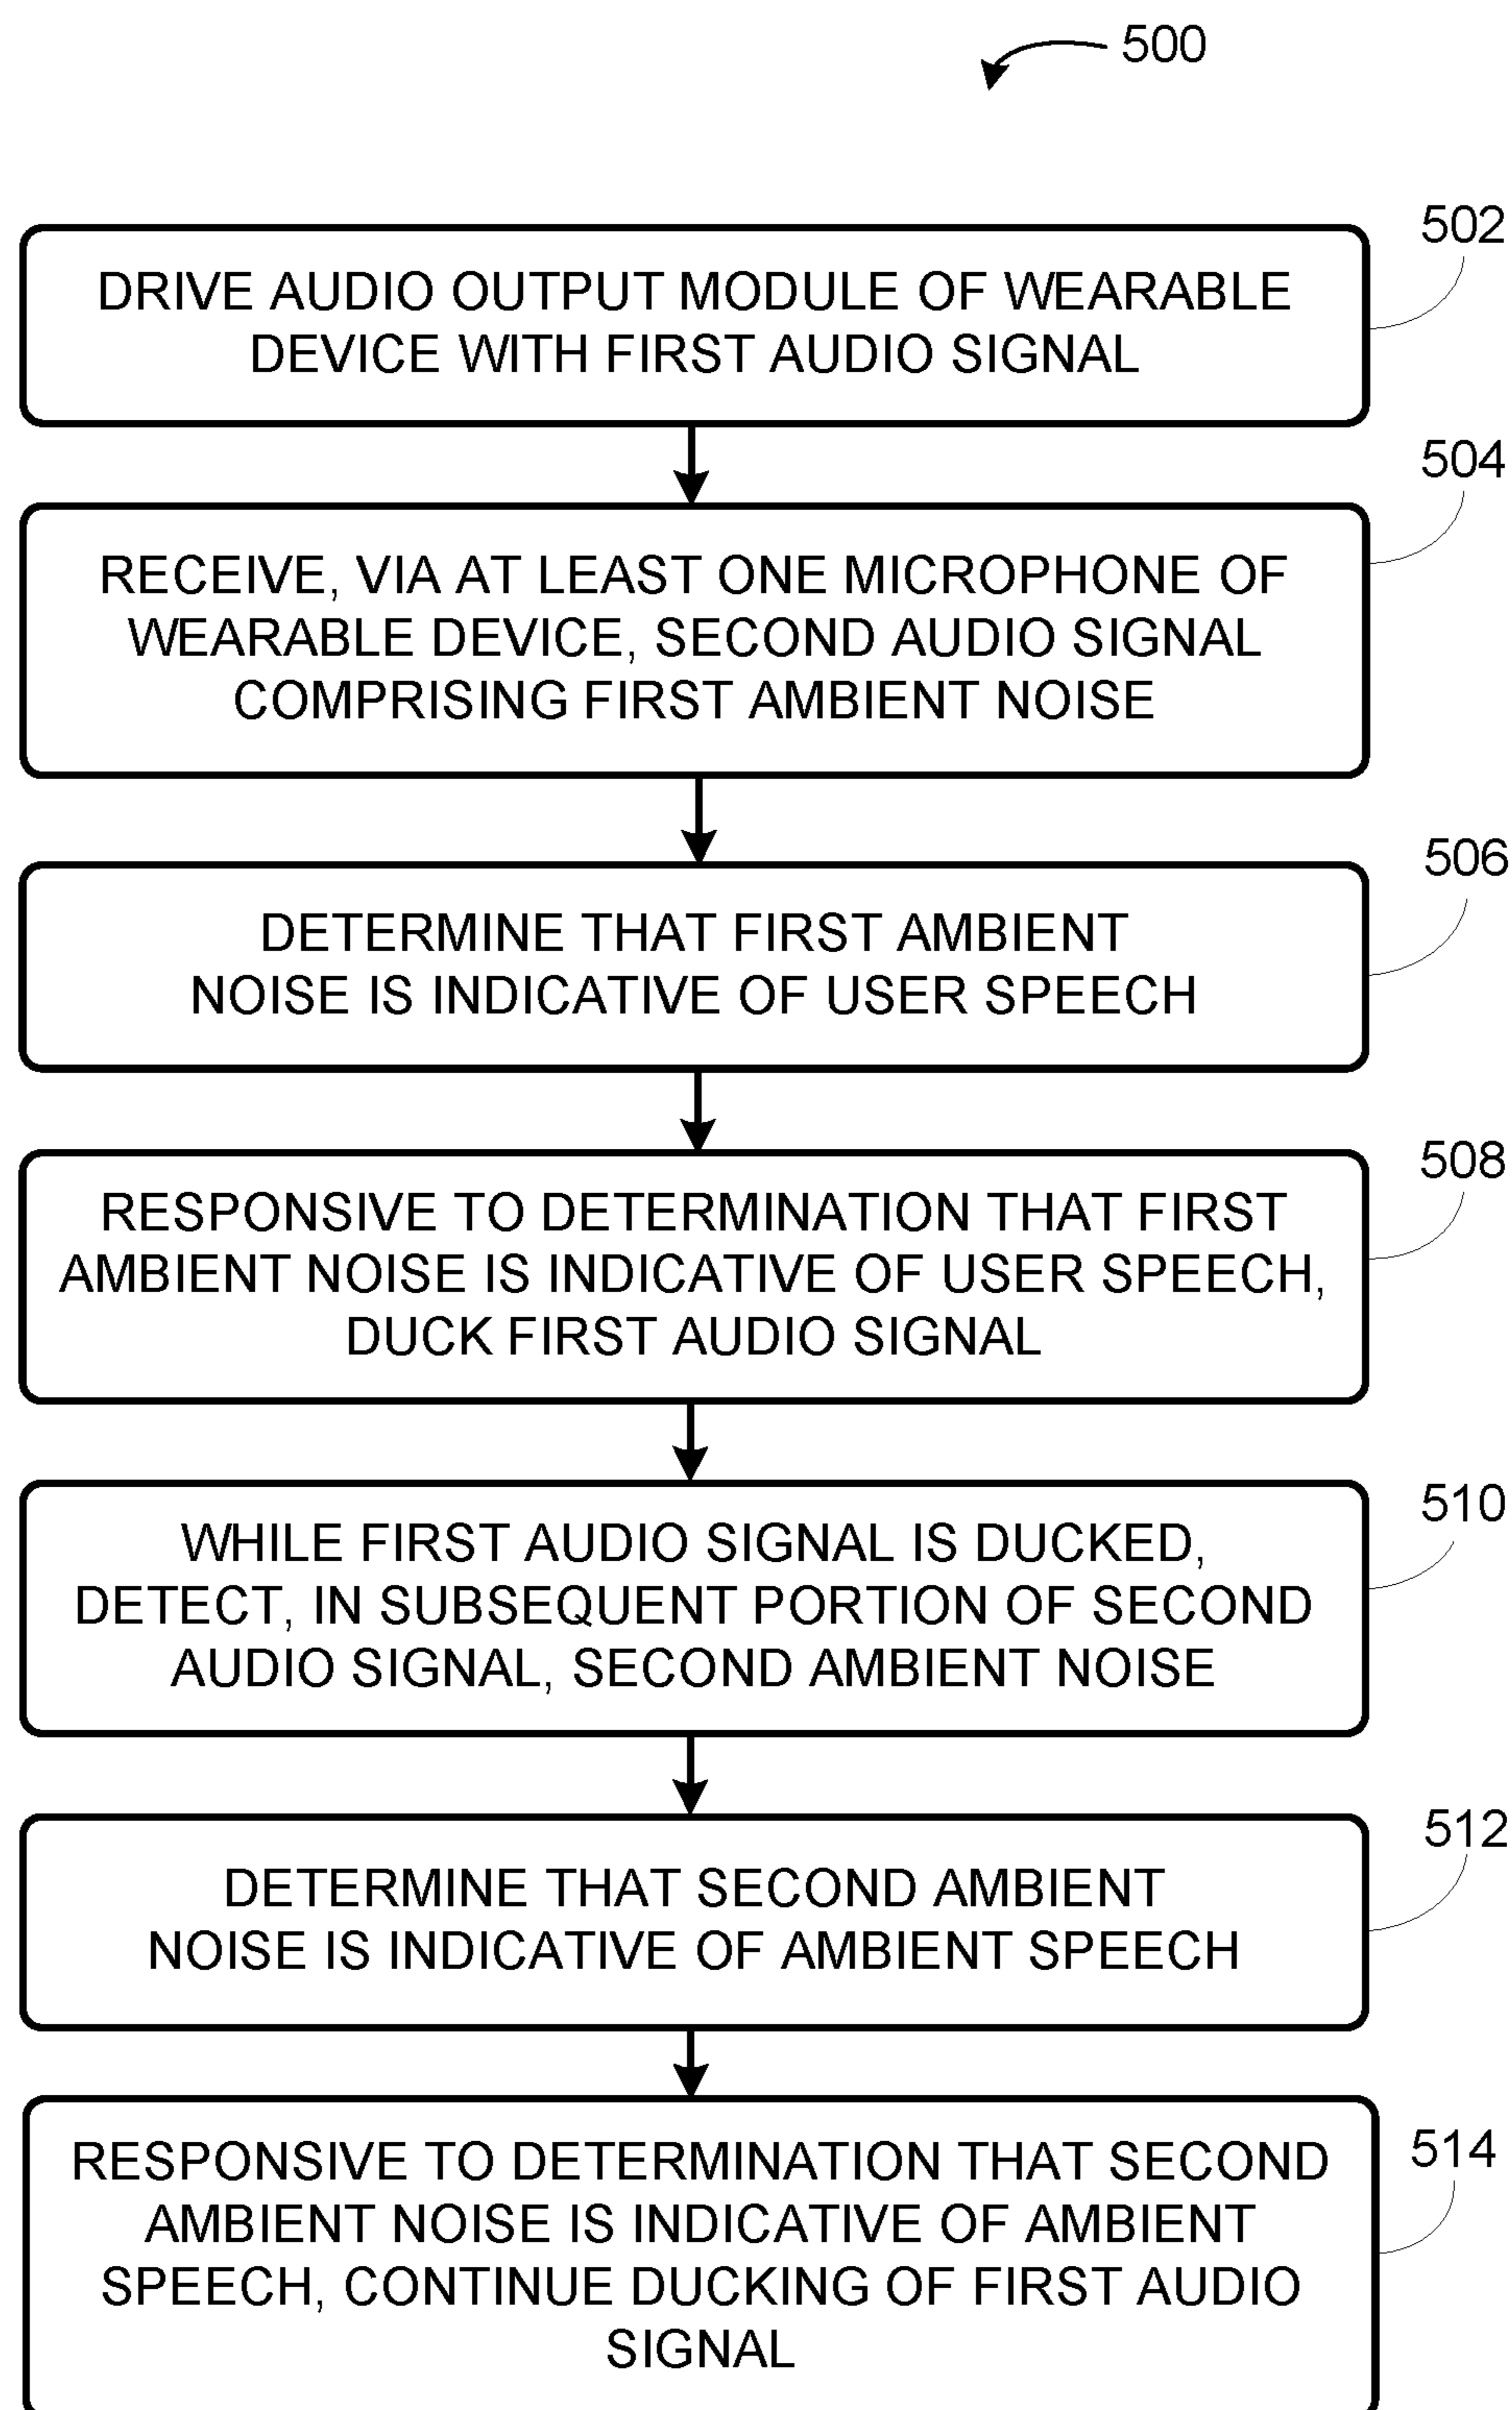 500
502
DRIVE AUDIO OUTPUT MODULE OF WEARABLE
DEVICE WITH FIRST AUDIO SIGNAL
504
RECEIVE, VIA AT LEAST ONE MICROPHONE OF
WEARABLE DEVICE, SECOND AUDIO SIGNAL
COMPRISING FIRST AMBIENT NOISE
506
DETERMINE THAT FIRST AMBIENT
NOISE IS INDICATIVE OF USER SPEECH
508
RESPONSIVE TO DETERMINATION THAT FIRST
AMBIENT NOISE IS INDICATIVE OF USER SPEECH,
DUCK FIRST AUDIO SIGNAL
510
WHILE FIRST AUDIO SIGNAL IS DUCKED,
DETECT, IN SUBSEQUENT PORTION OF SECOND
AUDIO SIGNAL, SECOND AMBIENT NOISE
512
DETERMINE THAT SECOND AMBIENT
NOISE IS INDICATIVE OF AMBIENT SPEECH
514
RESPONSIVE TO DETERMINATION THAT SECOND
AMBIENT NOISE IS INDICATIVE OF AMBIENT
SPEECH, CONTINUE DUCKING OF FIRST AUDIO
SIGNAL